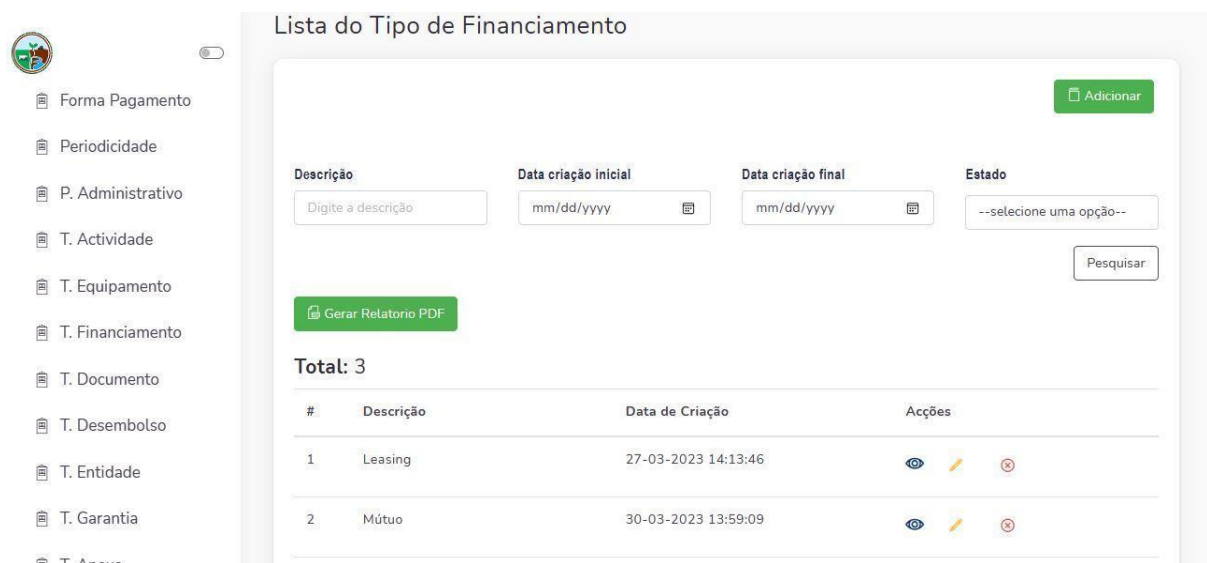 Lista do Tipo de Financiamento
Forma Pagamento
Periodicidade
P. Administrativo
T. Actividade
T. Equipamento
T. Financiamento
T. Documento
T. Desembolso
T. Entidade
T. Garantia
Adicionar
Descrição Data criação inicial Data criação final Estado
Digite a descrição mm/dd/yyyy mm/dd/yyyy --selecione uma opção--
Pesquisar
Gerar Relatorio PDF
Total: 3
# Descrição Data de Criação Acções
1 Leasing 27-03-2023 14:13:46
2 Mútuo 30-03-2023 13:59:09